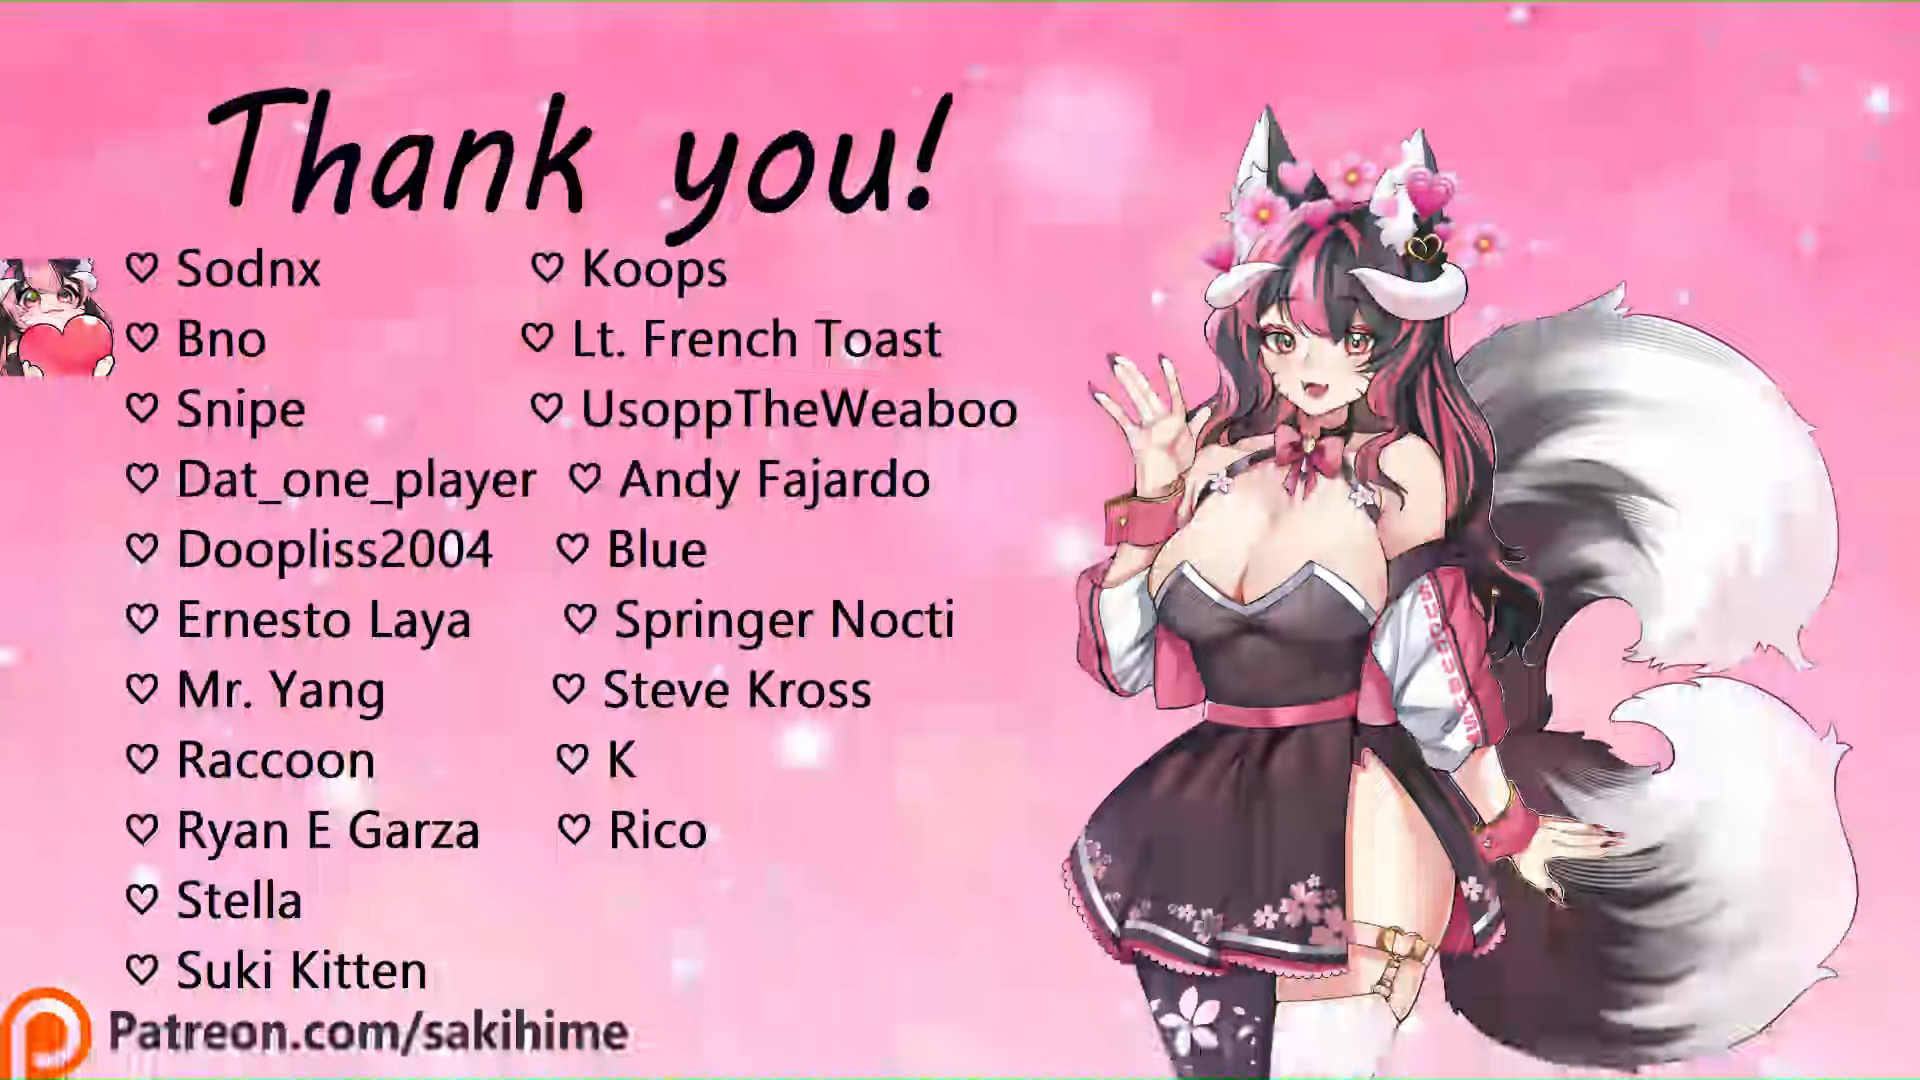 Thank you!
♡ Sodnx ♡ Koops
♡ Bno ♡ Lt. French Toast
♡ Snipe ♡ UsoppTheWeaboo
♡ Dat_one_player ♡ Andy Fajardo
♡ Doopliss2004 ♡ Blue
♡ Ernesto Laya ♡ Springer Nocti
♡ Mr. Yang ♡ Steve Kross
♡ Raccoon ♡ K
♡ Ryan E Garza ♡ Rico
♡ Stella
♡ Suki Kitten
Patreon.com/sakihime